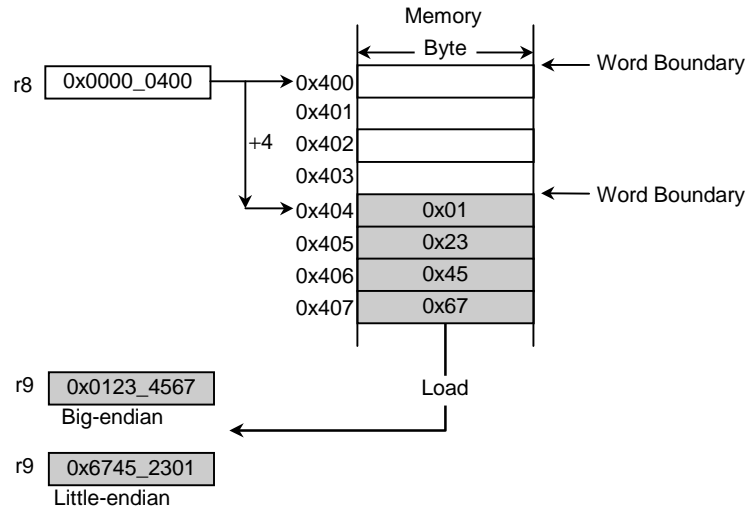 Memory
Byte
Word Boundary
r8 0x0000_0400
0x400
0x401
+4
0x402
0x403
Word Boundary
0x404 0x01
0x405 0x23
0x406 0x45
0x407 0x67
Load
r9 0x0123_4567
Big-endian
r9 0x6745_2301
Little-endian